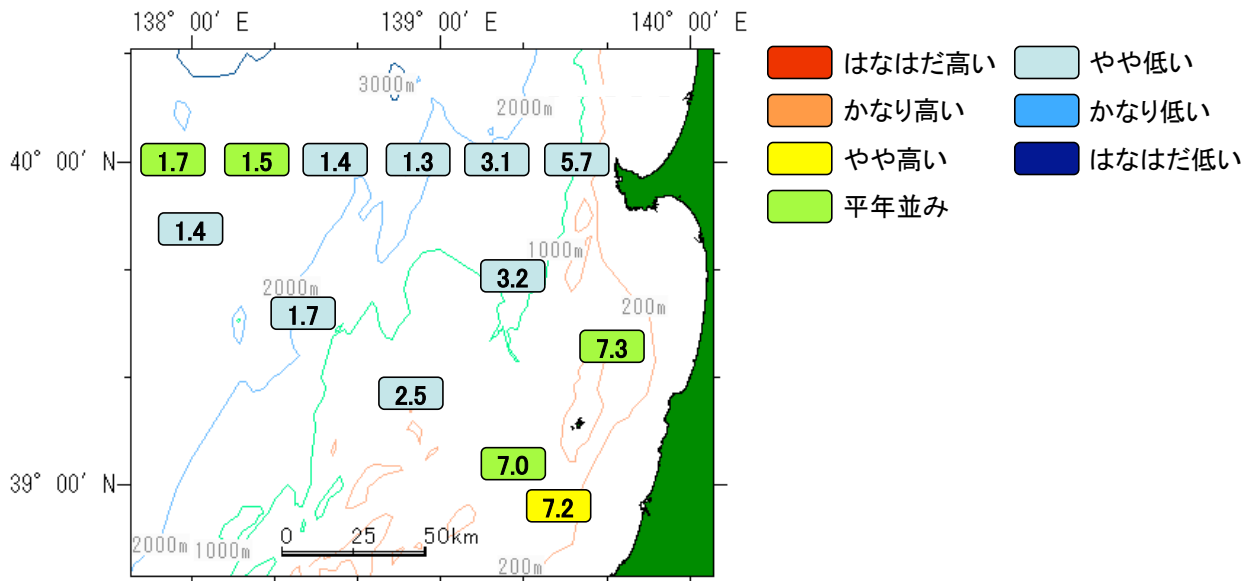 138° 00′ E
139° 00′ E
140° 00′ E
はなはだ高い
やや低い
3000m
2000m
かなり高い
かなり低い
40° 00′ N
1.7
1.5
1.4
1.3
3.1
5.7
やや高い
はなはだ低い
平年並み
1.4
1000m
3.2
2000m
1.7
200m
7.3
2.5
7.0
39° 00′ N
7.2
0
25
50km
2000m
1000m
200m